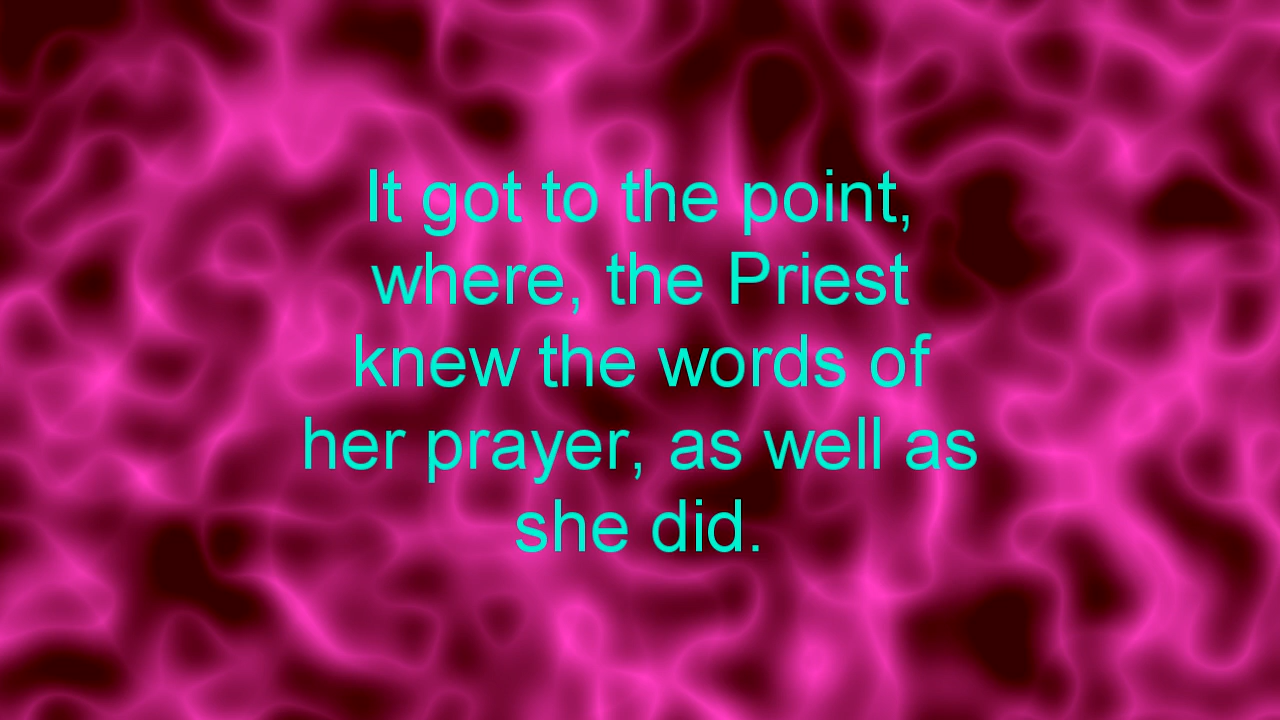 It got to the point,
where, the Priest
knew the words of
her prayer, as well as
she did.